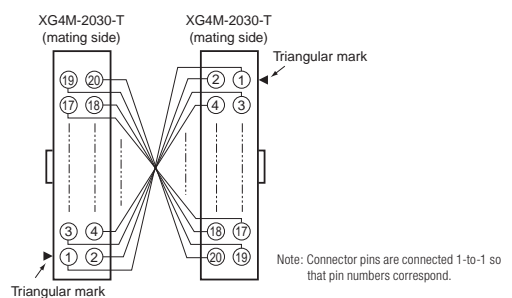 XG4M-2030-T
(mating side)
XG4M-2030-T
(mating side)
Triangular mark
19 20
2 1
17 18
4 3
3 4
18 17
1 2
20 19
Note: Connector pins are connected 1-to-1 so
that pin numbers correspond.
Triangular mark